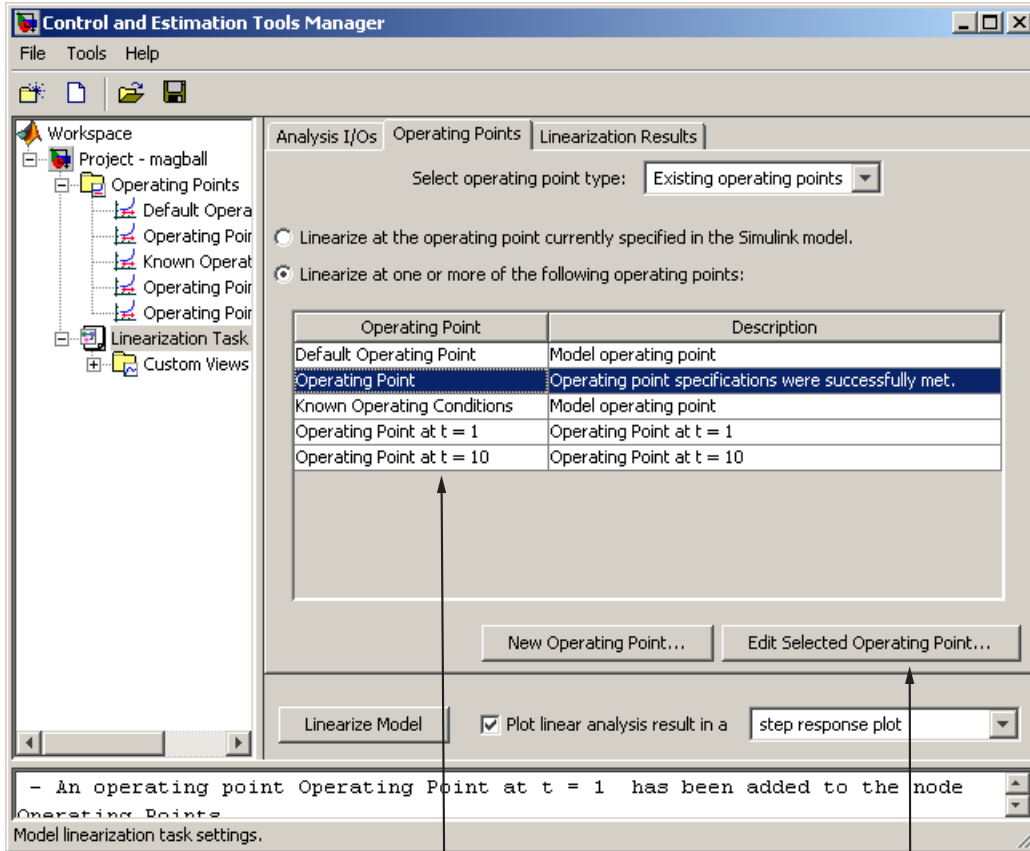 Control and Estimation Tools Manager
File Tools Help
Workspace
Project - magball
Operating Points
Default Opera
Operating Poir
Known Operat
Operating Poir
Operating Poir
Linearization Task
Custom Views
Analysis I/Os Operating Points Linearization Results
Select operating point type: Existing operating points
Linearize at the operating point currently specified in the Simulink model.
Linearize at one or more of the following operating points:
Operating Point Description
Default Operating Point Model operating point
Operating Point Operating point specifications were successfully met.
Known Operating Conditions Model operating point
Operating Point at t = 1 Operating Point at t = 1
Operating Point at t = 10 Operating Point at t = 10
New Operating Point... Edit Selected Operating Point...
Linearize Model Plot linear analysis result in a step response plot
- An operating point Operating Point at t = 1 has been added to the node
Operating Points
Model linearization task settings.